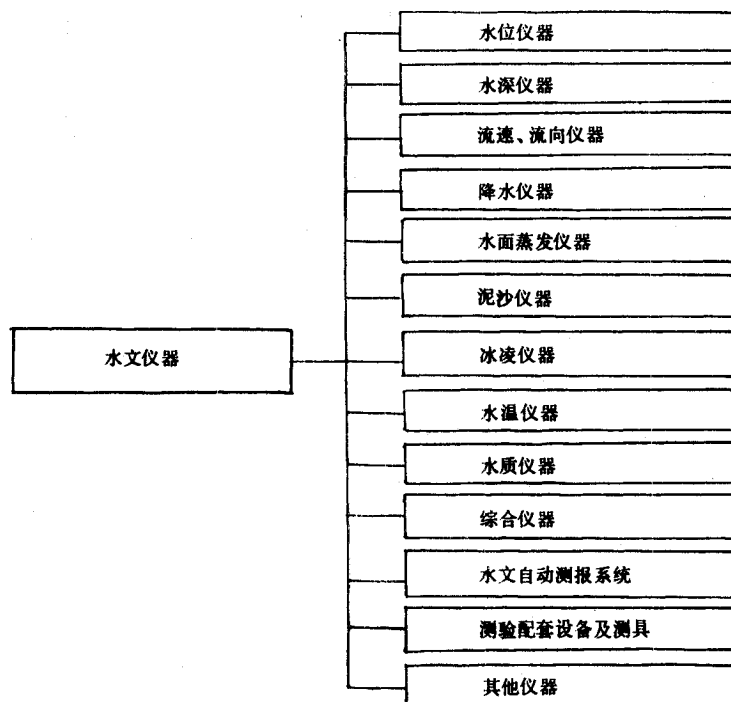 水位仪器
水深仪器
流速、流向仪器
降水仪器
水面蒸发仪器
泥沙仪器
水文仪器
冰凌仪器
水温仪器
水质仪器
综合仪器
水文自动测报系统
测验配套设备及测具
其他仪器